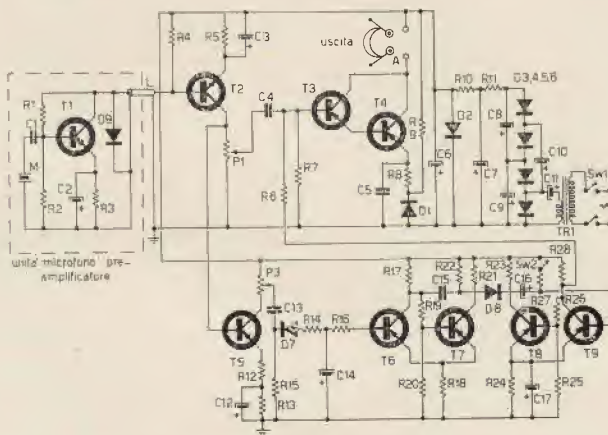 R4
R5
C13
uscita
A
T1
D9
L
T2
C4
T3
T4
R10
R11
D3,4,5,6
R1
C1
M
C2
R2
R3
P1
R6
R7
C5
R8
D1
R9
C6
D2
C7
C8
C9
C10
C11
SW1
TR1
unità microfono pre-
amplificatore
P3
C13
D7
R14
R16
R17
C15
R22
R21
R23
SW2
C16
R28
D8
R27
R26
R19
T5
T6
T7
T8
T9
R12
R15
C14
R20
R18
R24
C17
R25
C12
R13